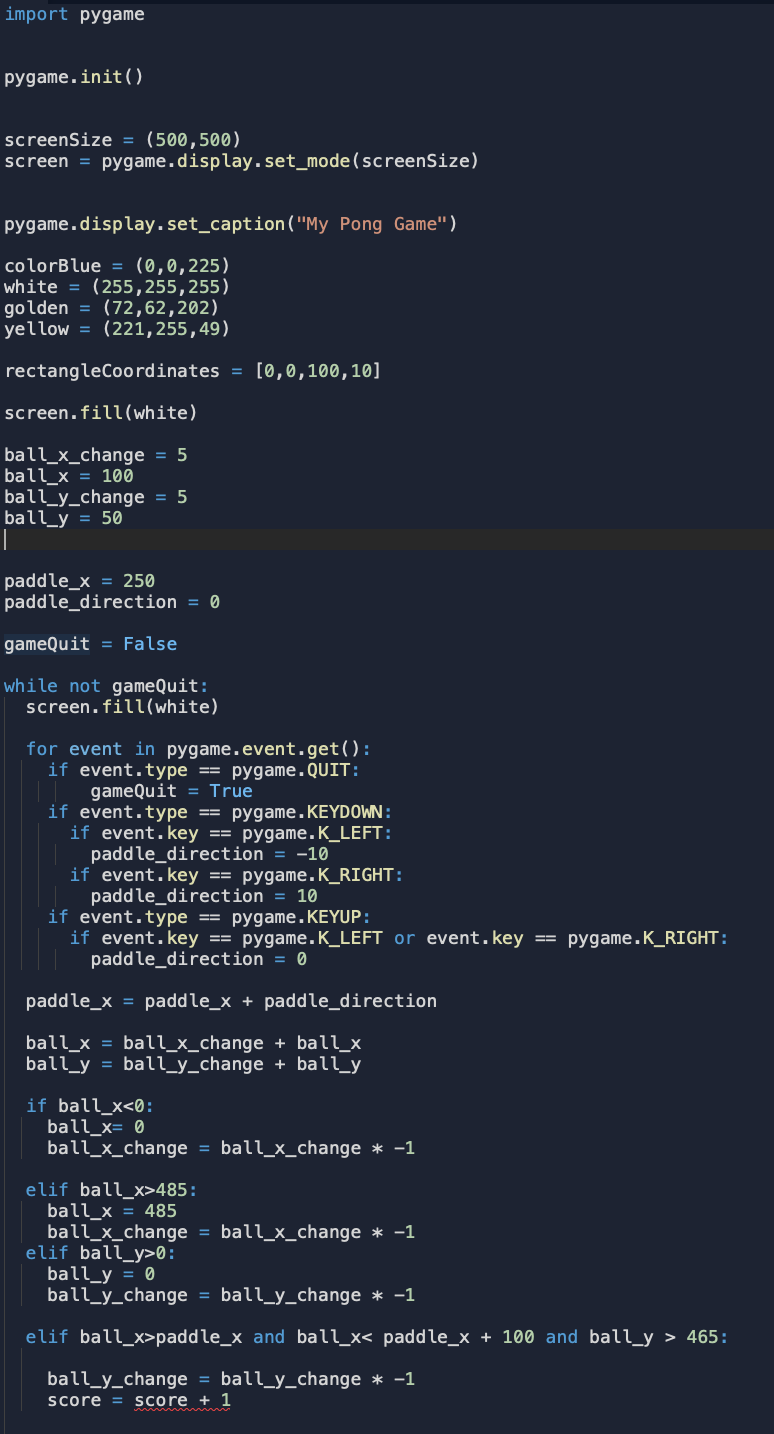 import pygame
pygame.init()
screenSize = (500,500)
screen = pygame.display.set_mode(screenSize)
pygame.display.set_caption("My Pong Game")
colorBlue = (0,0,225)
white = (255,255,255)
golden = (72,62,202)
yellow = (221,255,49)
rectangleCoordinates = [0,0,100,10]
screen.fill(white)
ball_x_change = 5
ball_x = 100
ball_y_change = 5
ball_y = 50
paddle_x = 250
paddle_direction = 0
gameQuit = False
while not gameQuit:
  screen.fill(white)
  for event in pygame.event.get():
    if event.type == pygame.QUIT:
        gameQuit = True
    if event.type == pygame.KEYDOWN:
      if event.key == pygame.K_LEFT:
        paddle_direction = -10
      if event.key == pygame.K_RIGHT:
        paddle_direction = 10
    if event.type == pygame.KEYUP:
      if event.key == pygame.K_LEFT or event.key == pygame.K_RIGHT:
        paddle_direction = 0
  paddle_x = paddle_x + paddle_direction
  ball_x = ball_x_change + ball_x
  ball_y = ball_y_change + ball_y
  if ball_x<0:
    ball_x= 0
    ball_x_change = ball_x_change * -1
  elif ball_x>485:
    ball_x = 485
    ball_x_change = ball_x_change * -1
  elif ball_y>0:
    ball_y = 0
    ball_y_change = ball_y_change * -1
  elif ball_x>paddle_x and ball_x< paddle_x + 100 and ball_y > 465:
    ball_y_change = ball_y_change * -1
    score = score + 1